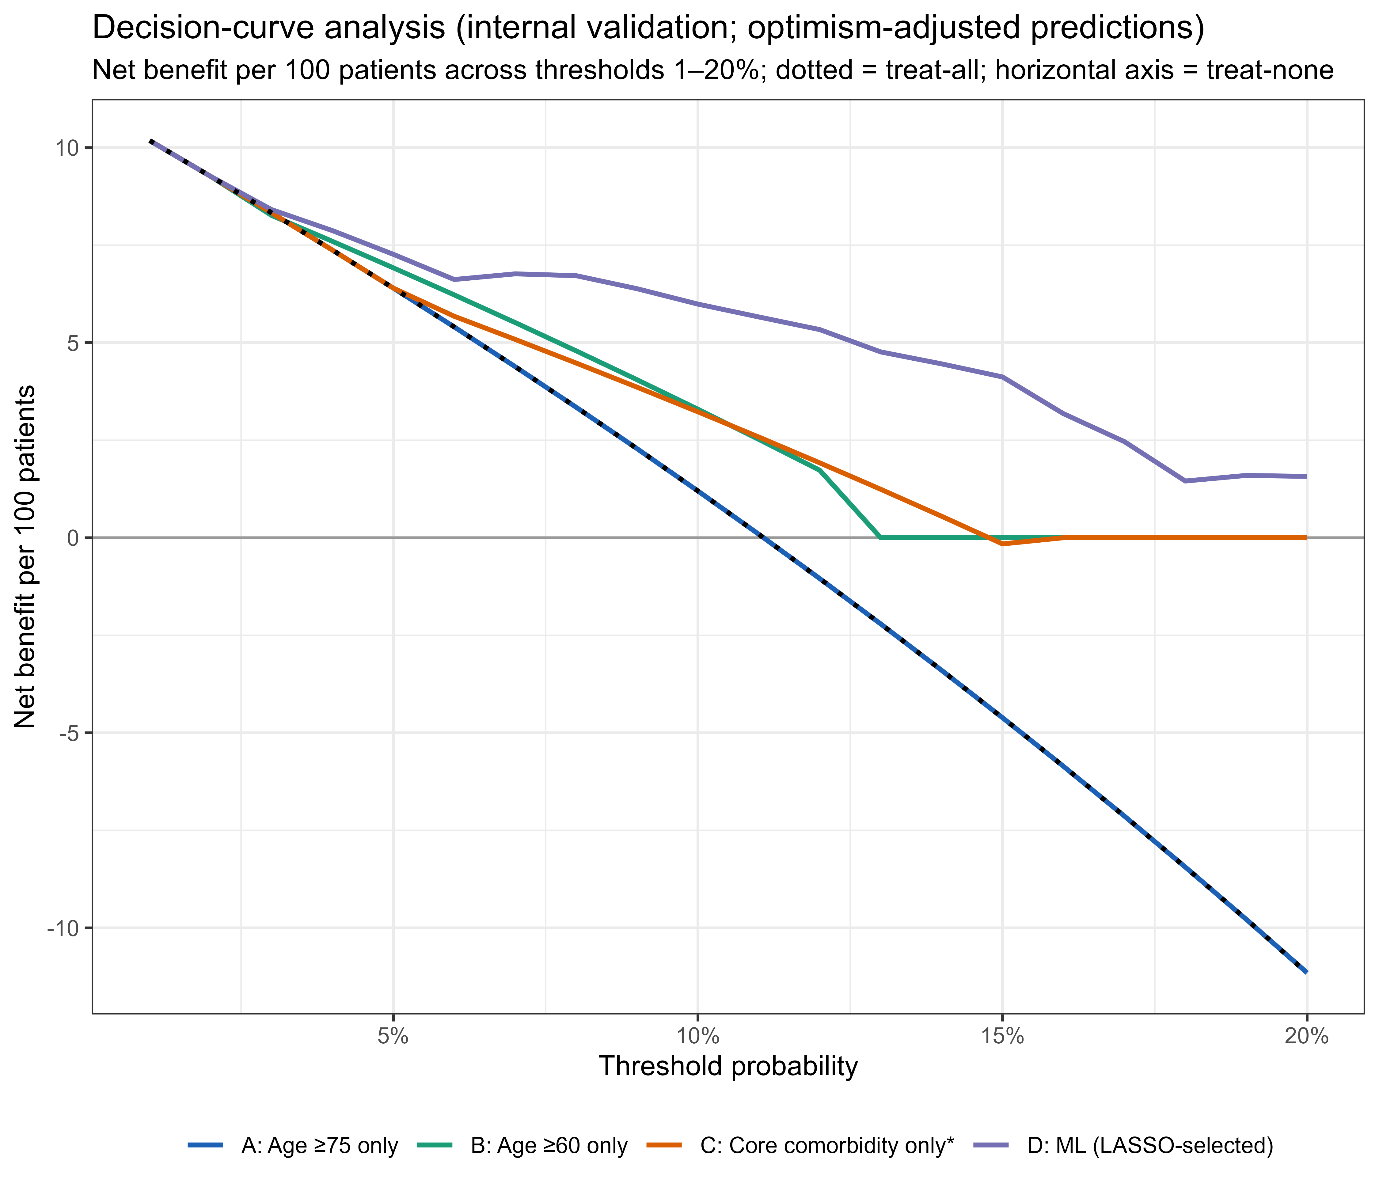 Decision-curve analysis (internal validation; optimism-adjusted predictions)
Net benefit per 100 patients across thresholds 1–20%; dotted = treat-all; horizontal axis = treat-none
Net benefit per 100 patients
10
5
0
-5
-10
5%
10%
15%
20%
Threshold probability
A: Age ≥75 only
B: Age ≥60 only
C: Core comorbidity only*
D: ML (LASSO-selected)